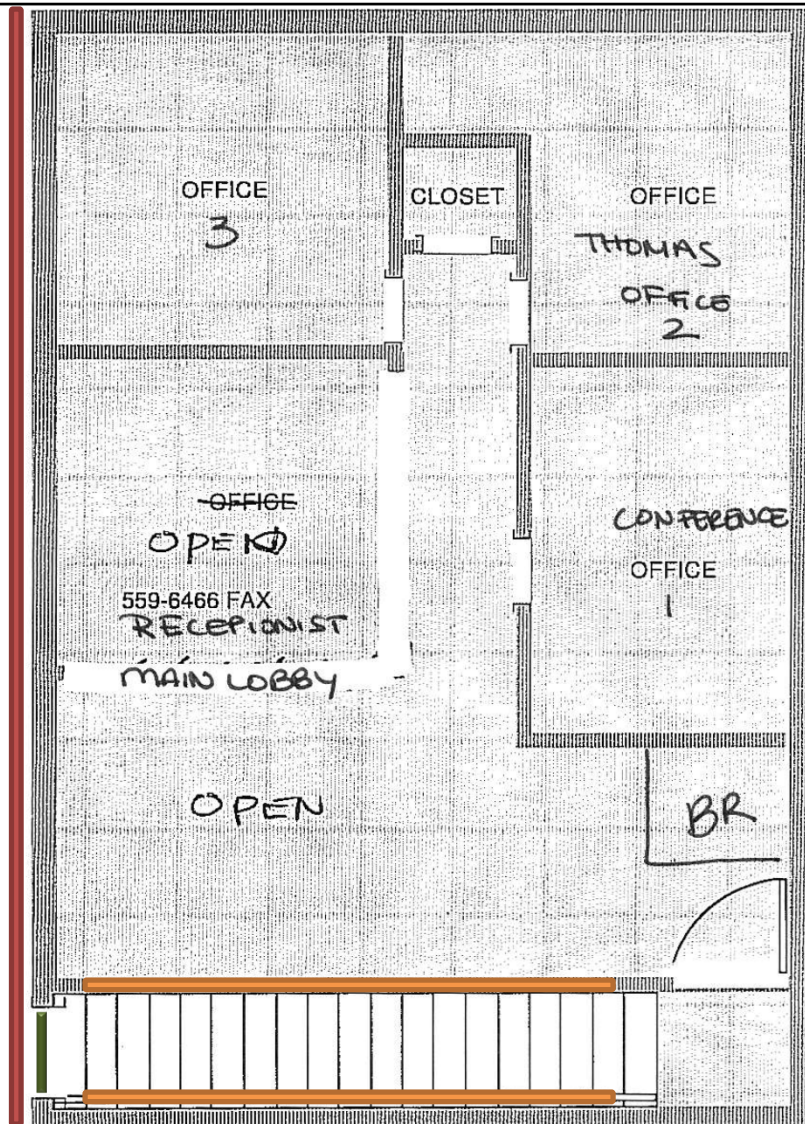 OFFICE
3
CLOSET
OFFICE
THOMAS
OFFICE
2
OFFICE
OPEN
559-6466 FAX
RECEPIONIST
MAIN LOBBY
CONFERENCE
OFFICE
1
OPEN
BR